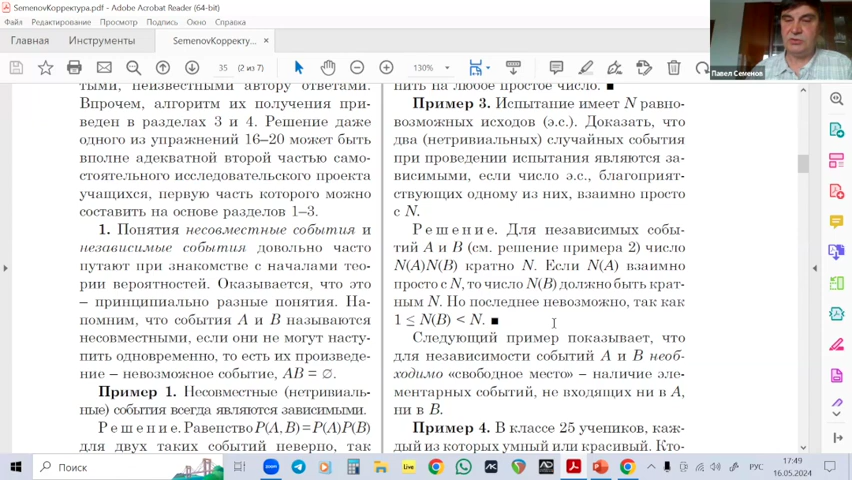 SemenovКорректура.pdf - Adobe Acrobat Reader (64-bit)
Файл Редактирование Просмотр Подпись Окно Справка
Главная Инструменты SemenovКорректу... ×
35 (2 из 7) 130%
Павел Семенов
тыми, неизвестными автору ответами.
Впрочем, алгоритм их получения при-
веден в разделах 3 и 4. Решение даже
одного из упражнений 16–20 может быть
вполне адекватной второй частью само-
стоятельного исследовательского проекта
учащихся, первую часть которого можно
составить на основе разделов 1–3.
1. Понятия несовместные события и
независимые события довольно часто
путают при знакомстве с началами тео-
рии вероятностей. Оказывается, что это
– принципиально разные понятия. На-
помним, что события A и B называются
несовместными, если они не могут насту-
пить одновременно, то есть их произведе-
ние – невозможное событие, AB = ∅.
Пример 1. Несовместные (нетривиаль-
ные) события всегда являются зависимыми.
Решение. Равенство P(A, B) = P(A)P(B)
для двух таких событий неверно, так
пить на любое простое число. ■
Пример 3. Испытание имеет N равно-
возможных исходов (э.с.). Доказать, что
два (нетривиальных) случайных события
при проведении испытания являются за-
висимыми, если число э.с., благоприят-
ствующих одному из них, взаимно просто
с N.
Решение. Для независимых собы-
тий A и B (см. решение примера 2) число
N(A)N(B) кратно N. Если N(A) взаимно
просто с N, то число N(B) должно быть крат-
ным N. Но последнее невозможно, так как
1 ≤ N(B) < N. ■
Следующий пример показывает, что
для независимости событий A и B необ-
ходимо «свободное место» – наличие эле-
ментарных событий, не входящих ни в A,
ни в B.
Пример 4. В классе 25 учеников, каж-
дый из которых умный или красивый. Кто-
Поиск
Live
РУС
17:49
16.05.2024